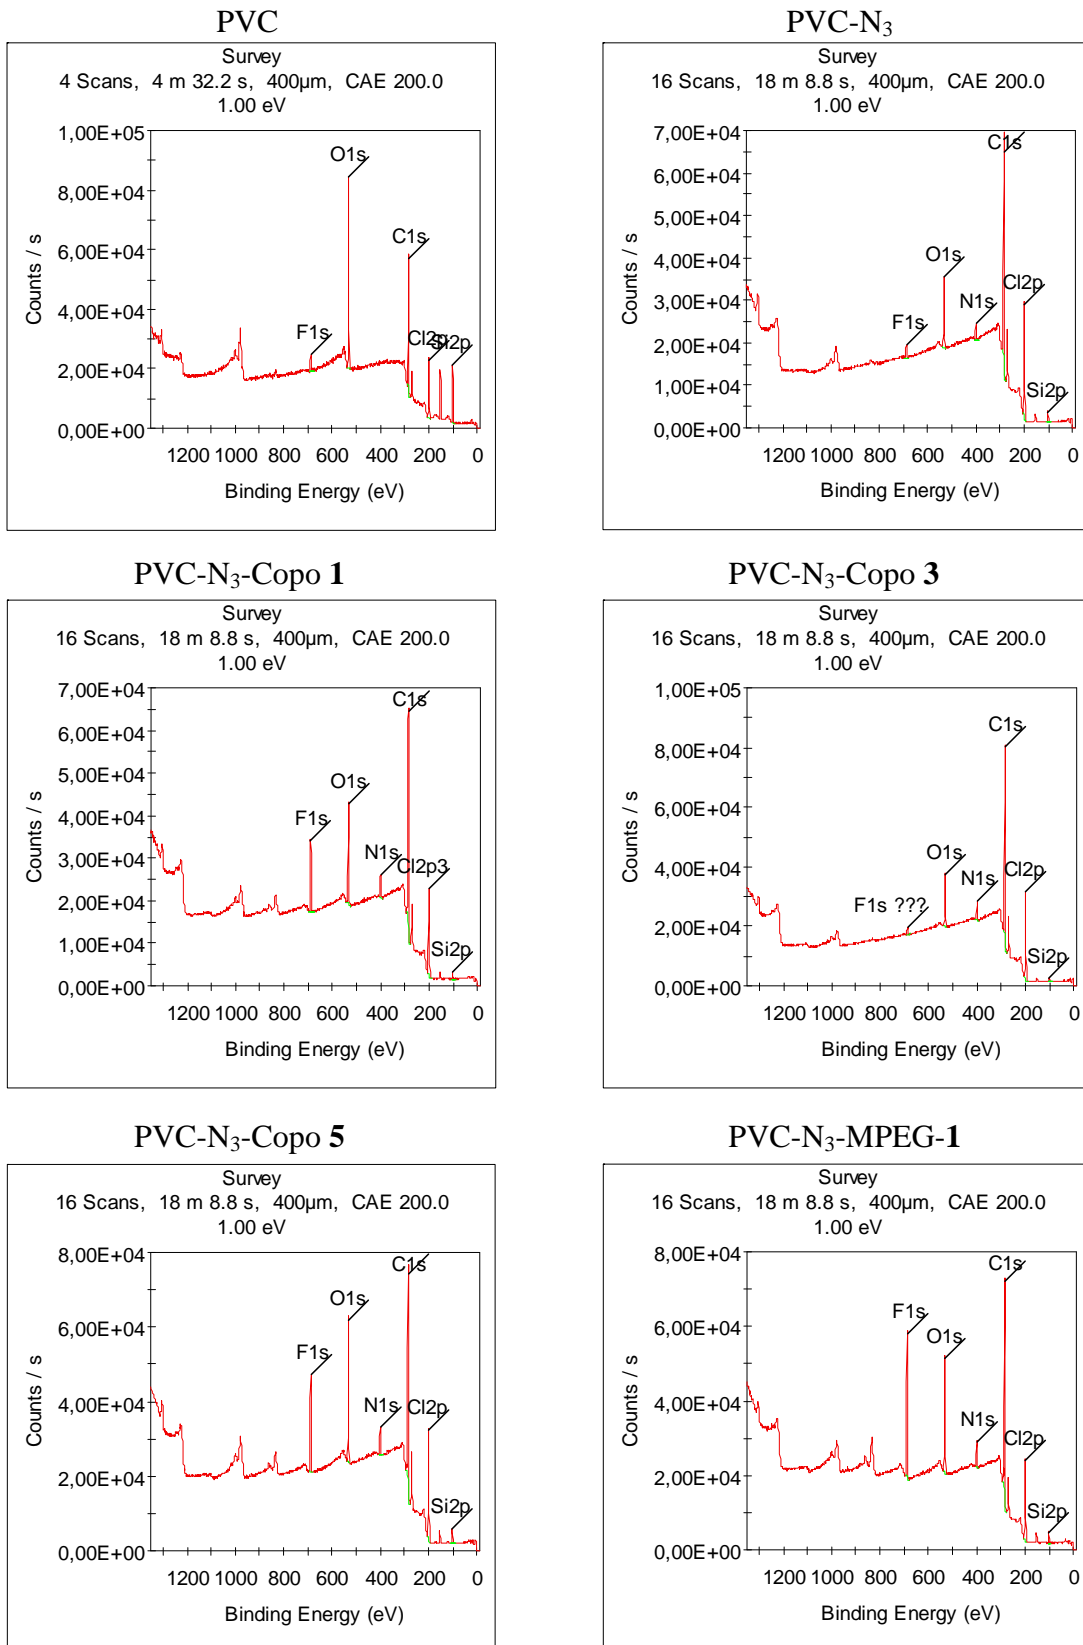 PVC
Survey
4 Scans, 4 m 32.2 s, 400µm, CAE 200.0
1.00 eV
1,00E+05
8,00E+04
6,00E+04
4,00E+04
2,00E+04
0,00E+00
Counts / s
O1s
C1s
F1s
Cl2p
Si2p
1200 1000 800 600 400 200 0
Binding Energy (eV)
PVC-N₃
Survey
16 Scans, 18 m 8.8 s, 400µm, CAE 200.0
1.00 eV
7,00E+04
6,00E+04
5,00E+04
4,00E+04
3,00E+04
2,00E+04
1,00E+04
0,00E+00
Counts / s
C1s
O1s
Cl2p
N1s
F1s
Si2p
1200 1000 800 600 400 200 0
Binding Energy (eV)
PVC-N₃-Copo 1
Survey
16 Scans, 18 m 8.8 s, 400µm, CAE 200.0
1.00 eV
7,00E+04
6,00E+04
5,00E+04
4,00E+04
3,00E+04
2,00E+04
1,00E+04
0,00E+00
Counts / s
C1s
O1s
F1s
N1s
Cl2p3
Si2p
1200 1000 800 600 400 200 0
Binding Energy (eV)
PVC-N₃-Copo 3
Survey
16 Scans, 18 m 8.8 s, 400µm, CAE 200.0
1.00 eV
1,00E+05
8,00E+04
6,00E+04
4,00E+04
2,00E+04
0,00E+00
Counts / s
C1s
O1s
Cl2p
N1s
F1s ???
Si2p
1200 1000 800 600 400 200 0
Binding Energy (eV)
PVC-N₃-Copo 5
Survey
16 Scans, 18 m 8.8 s, 400µm, CAE 200.0
1.00 eV
8,00E+04
6,00E+04
4,00E+04
2,00E+04
0,00E+00
Counts / s
C1s
O1s
F1s
N1s
Cl2p
Si2p
1200 1000 800 600 400 200 0
Binding Energy (eV)
PVC-N₃-MPEG-1
Survey
16 Scans, 18 m 8.8 s, 400µm, CAE 200.0
1.00 eV
8,00E+04
6,00E+04
4,00E+04
2,00E+04
0,00E+00
Counts / s
C1s
F1s
O1s
N1s
Cl2p
Si2p
1200 1000 800 600 400 200 0
Binding Energy (eV)